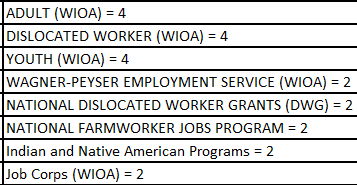 ADULT (WIOA) = 4
DISLOCATED WORKER (WIOA) = 4
YOUTH (WIOA) = 4
WAGNER-PEYSER EMPLOYMENT SERVICE (WIOA) = 2
NATIONAL DISLOCATED WORKER GRANTS (DWG) = 2
NATIONAL FARMWORKER JOBS PROGRAM = 2
Indian and Native American Programs = 2
Job Corps (WIOA) = 2